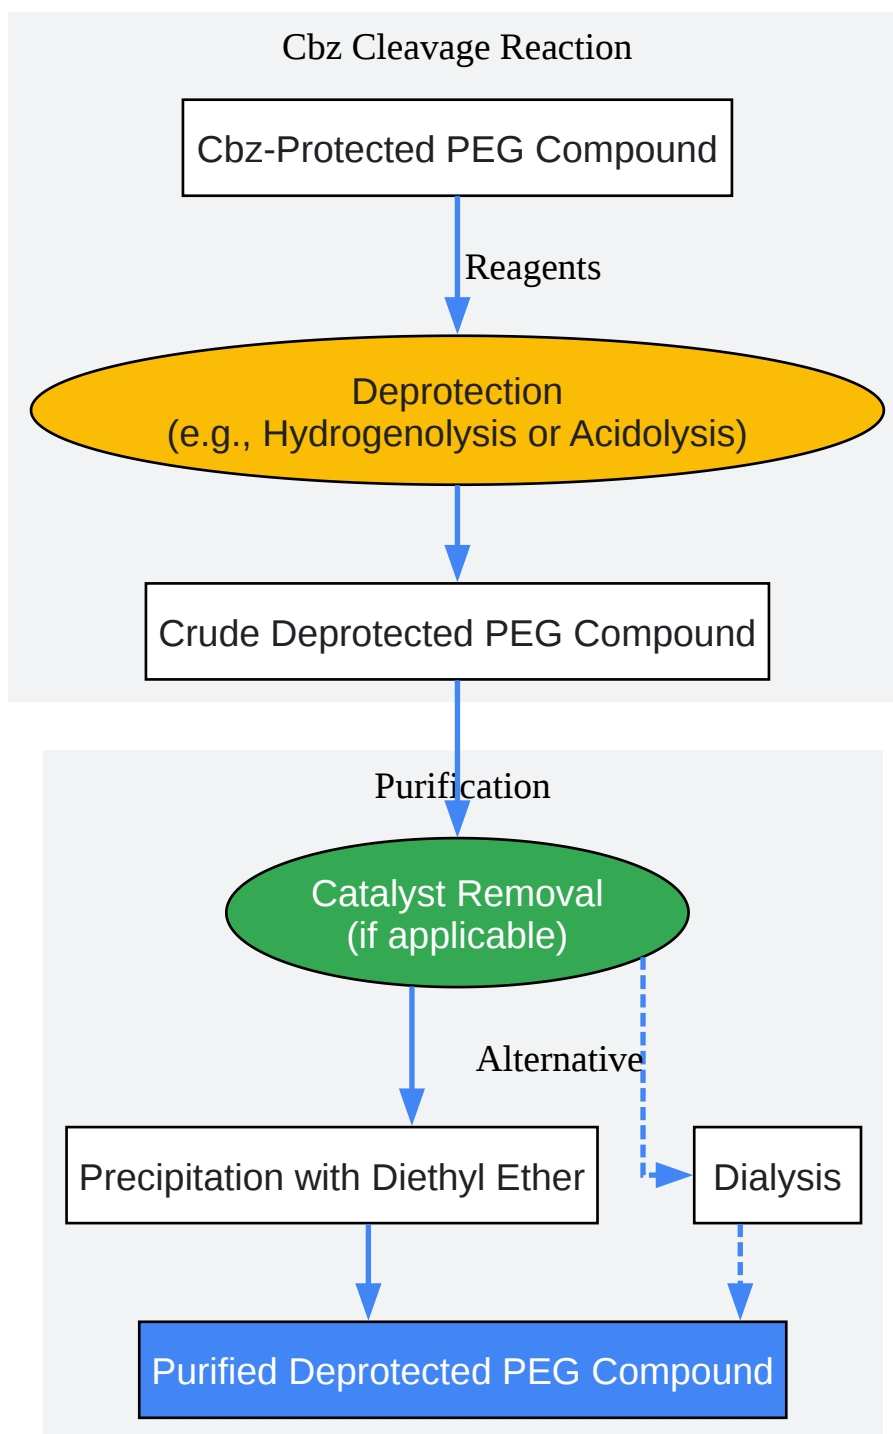 Cbz Cleavage Reaction
Cbz-Protected PEG Compound
Reagents
Deprotection
(e.g., Hydrogenolysis or Acidolysis)
Crude Deprotected PEG Compound
Purification
Catalyst Removal
(if applicable)
Alternative
Precipitation with Diethyl Ether
Dialysis
Purified Deprotected PEG Compound